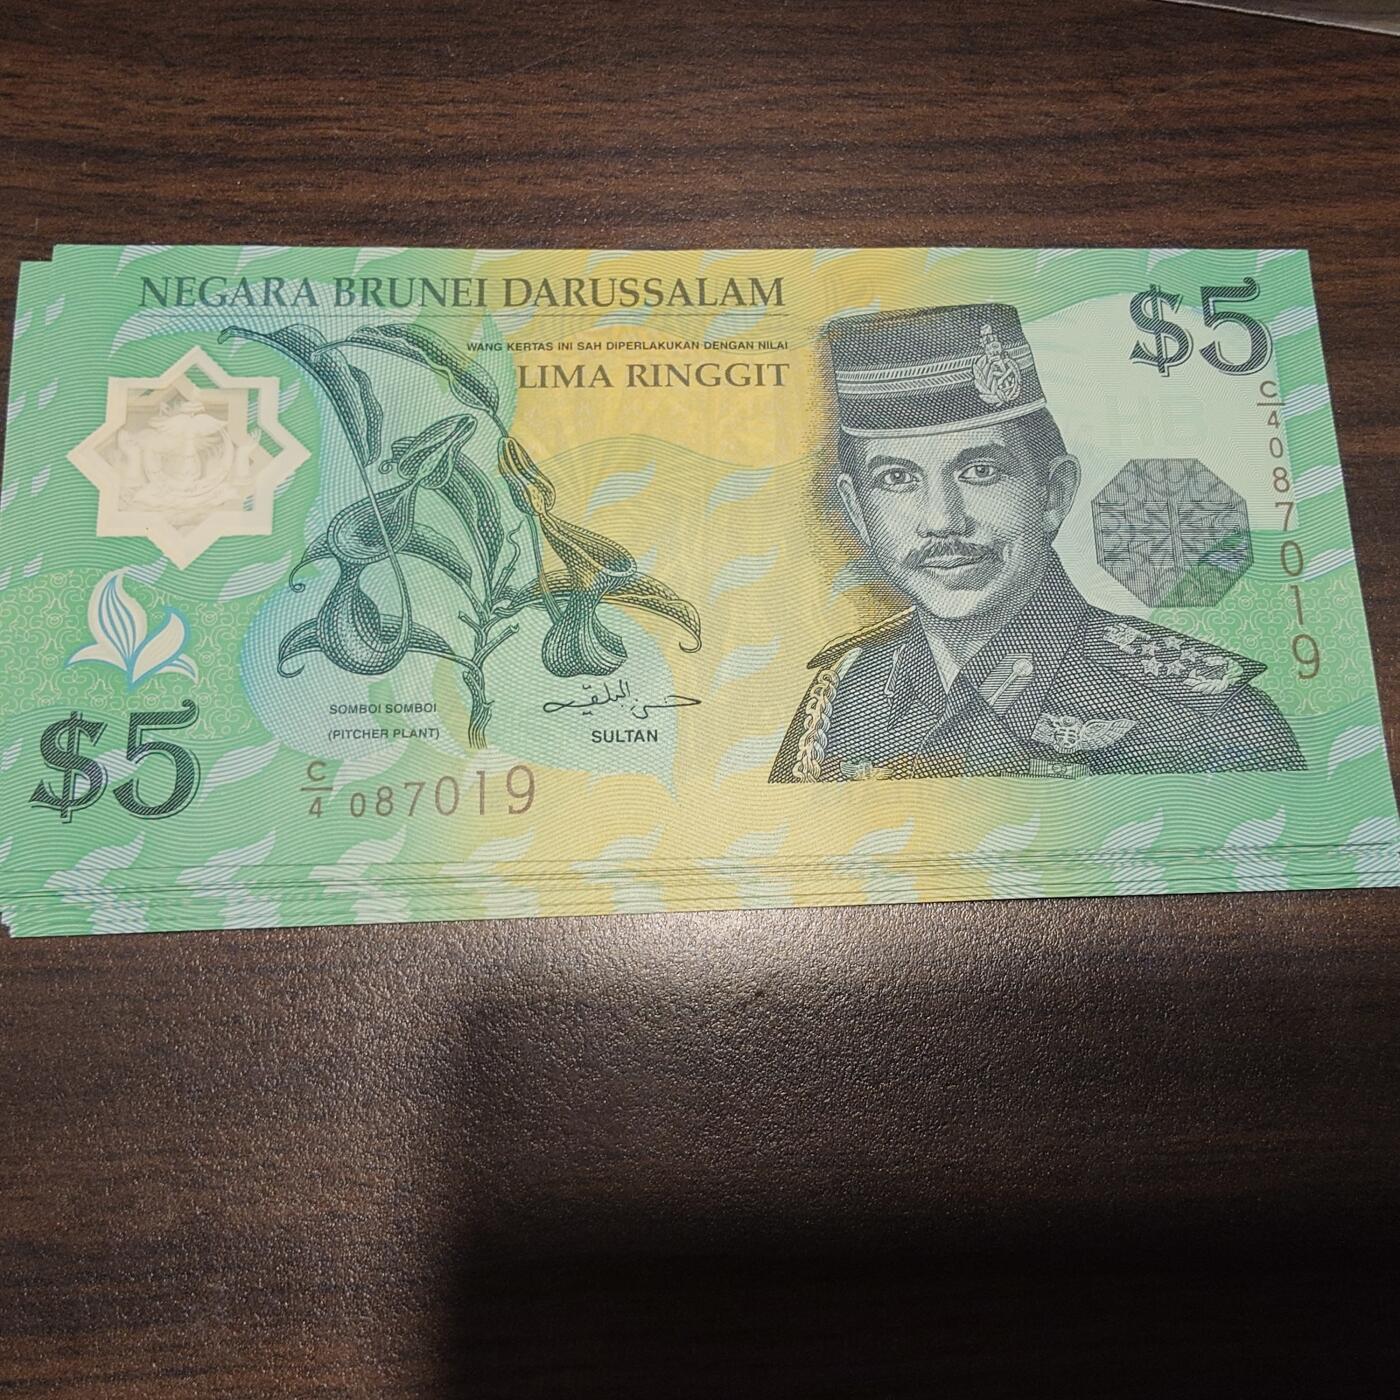 NEGARA BRUNEI DARUSSALAM
$5
WANG KERTAS INI SAH DIPERLAKUKAN DENGAN NILAI
LIMA RINGGIT
C/4 087019
HB
SOMBOI SOMBOI
(PITCHER PLANT)
SULTAN
$5
C/4 087019